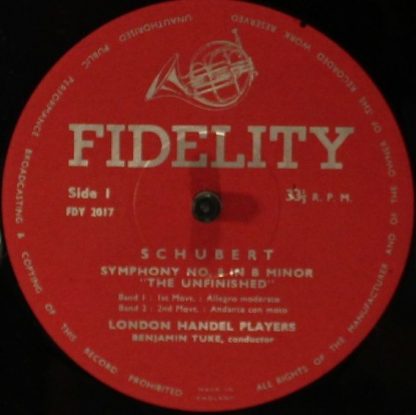 FIDELITY
Side 1
FDY 2017
33⅓ R. P. M.
SCHUBERT
SYMPHONY NO. 8 IN B MINOR
"THE UNFINISHED"
Band 1 : 1st Move. : Allegro moderato
Band 2 : 2nd Move. : Andante con moto
LONDON HANDEL PLAYERS
BENJAMIN TUKE, conductor
MADE IN
ENGLAND
ALL RIGHTS OF THE MANUFACTURER AND OF THE OWNER OF THE RECORDED WORK RESERVED
UNAUTHORISED PUBLIC PERFORMANCE BROADCASTING & COPYING OF THIS RECORD PROHIBITED